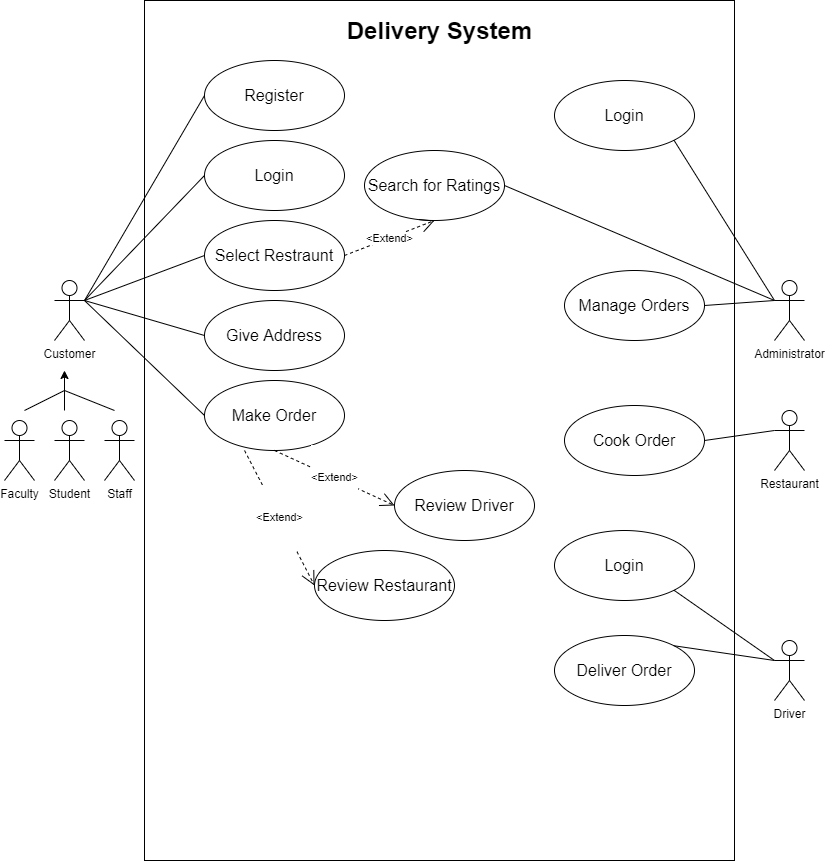 Delivery System
Register
Login
Login
Search for Ratings
Select Restraunt
<Extend>
Manage Orders
Give Address
Customer
Administrator
Make Order
Cook Order
Faculty
Student
Staff
Restaurant
<Extend>
Review Driver
<Extend>
Login
Review Restaurant
Deliver Order
Driver